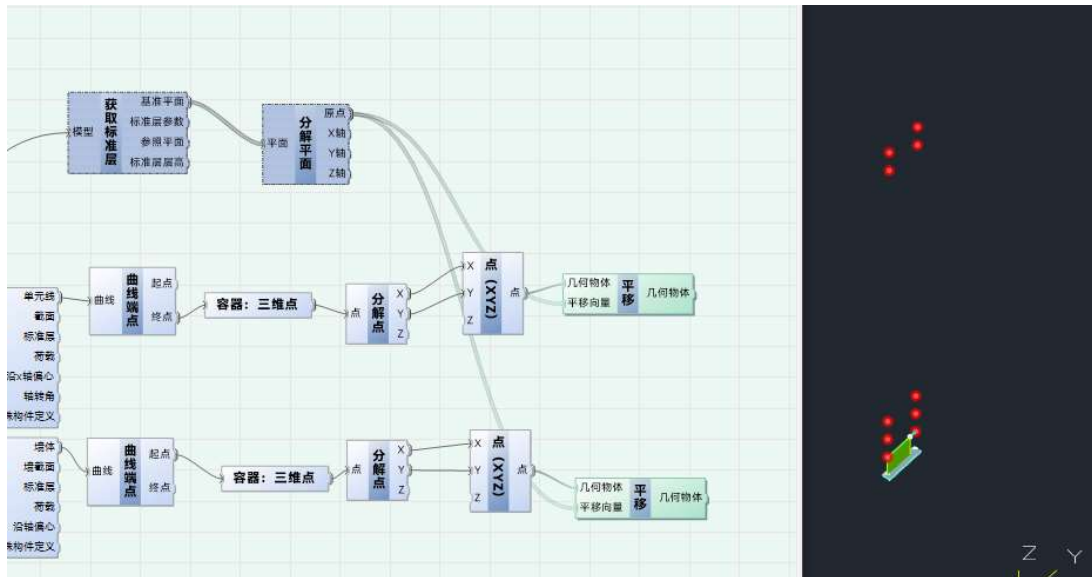 获取标准层
模型
基准平面
标准层参数
参照平面
标准层层高
分解平面
平面
原点
X轴
Y轴
Z轴
单元线
截面
标准层
荷载
沿x轴偏心
轴转角
构件定义
曲线端点
曲线
起点
终点
容器：三维点
分解点
点
X
Y
Z
点（XYZ）
X
Y
Z
点
平移
几何物体
平移向量
几何物体
墙体
墙截面
标准层
荷载
沿轴偏心
构件定义
曲线端点
曲线
起点
终点
容器：三维点
分解点
点
X
Y
Z
点（XYZ）
X
Y
Z
点
平移
几何物体
平移向量
几何物体
Z
Y